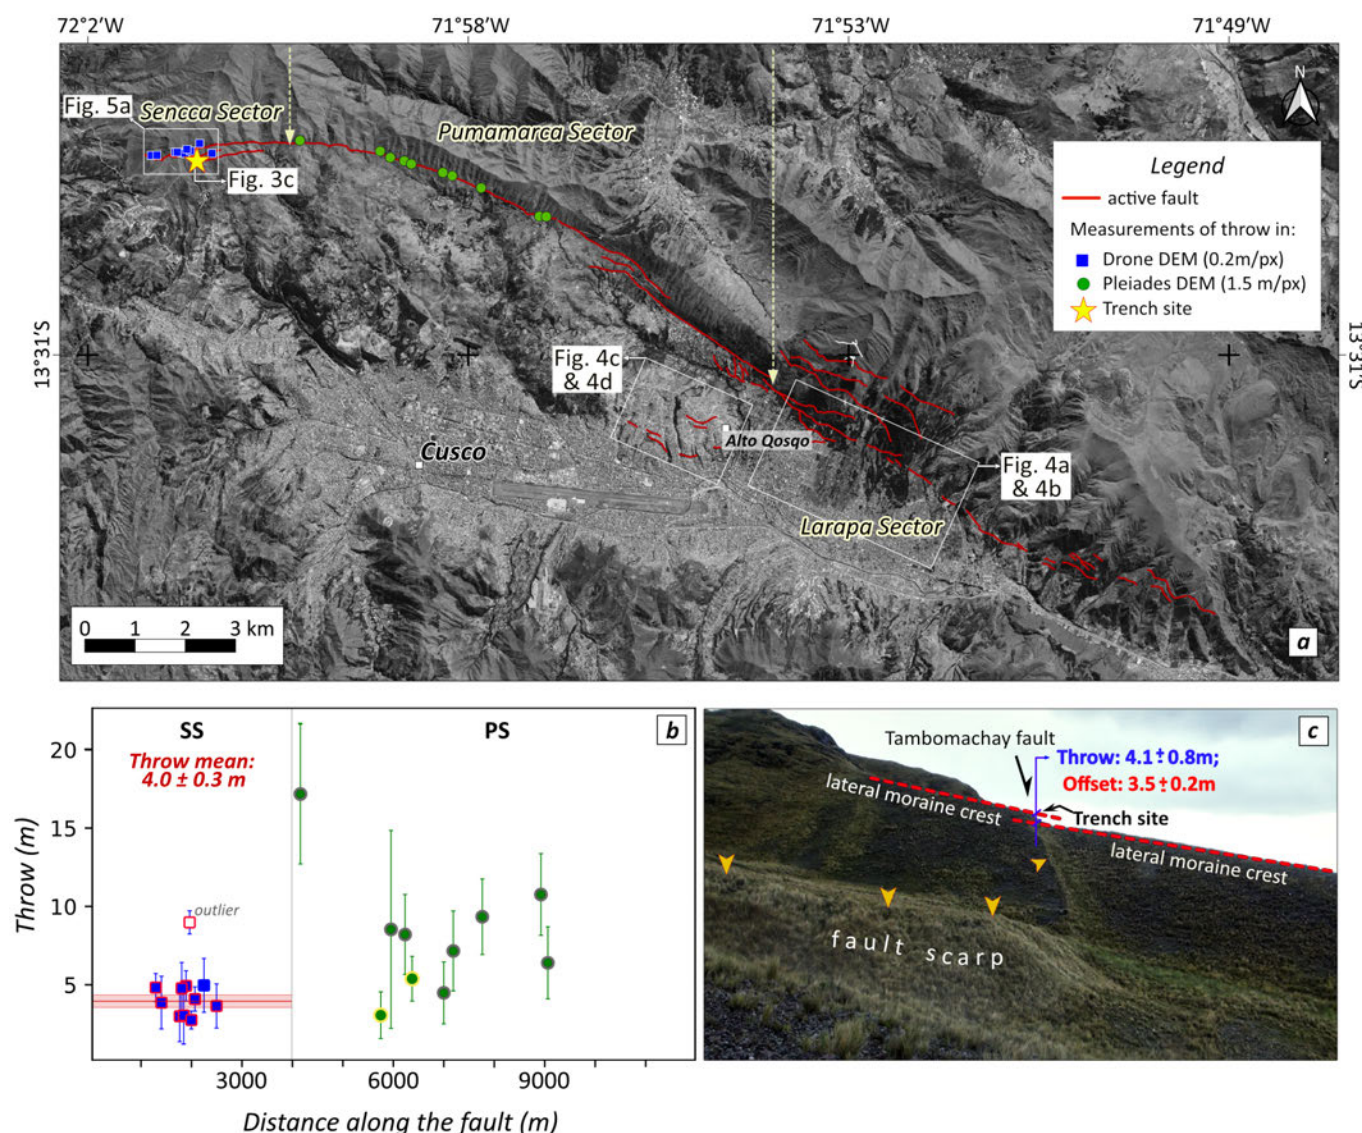 72°2'W 71°58'W 71°53'W 71°49'W
N
Fig. 5a
Sencca Sector
Pumamarca Sector
Fig. 3c
Legend
active fault
Measurements of throw in:
Drone DEM (0.2m/px)
Pleiades DEM (1.5 m/px)
Trench site
13°31'S
13°31'S
Fig. 4c
& 4d
Alto Qosqo
Cusco
Fig. 4a
& 4b
Larapa Sector
0 1 2 3 km
a
SS PS b
Throw mean:
4.0 ± 0.3 m
outlier
20
15
10
5
Throw (m)
3000 6000 9000
Distance along the fault (m)
c
Tambomachay fault
Throw: 4.1 ± 0.8m;
Offset: 3.5 ± 0.2m
Trench site
lateral moraine crest
lateral moraine crest
fault scarp